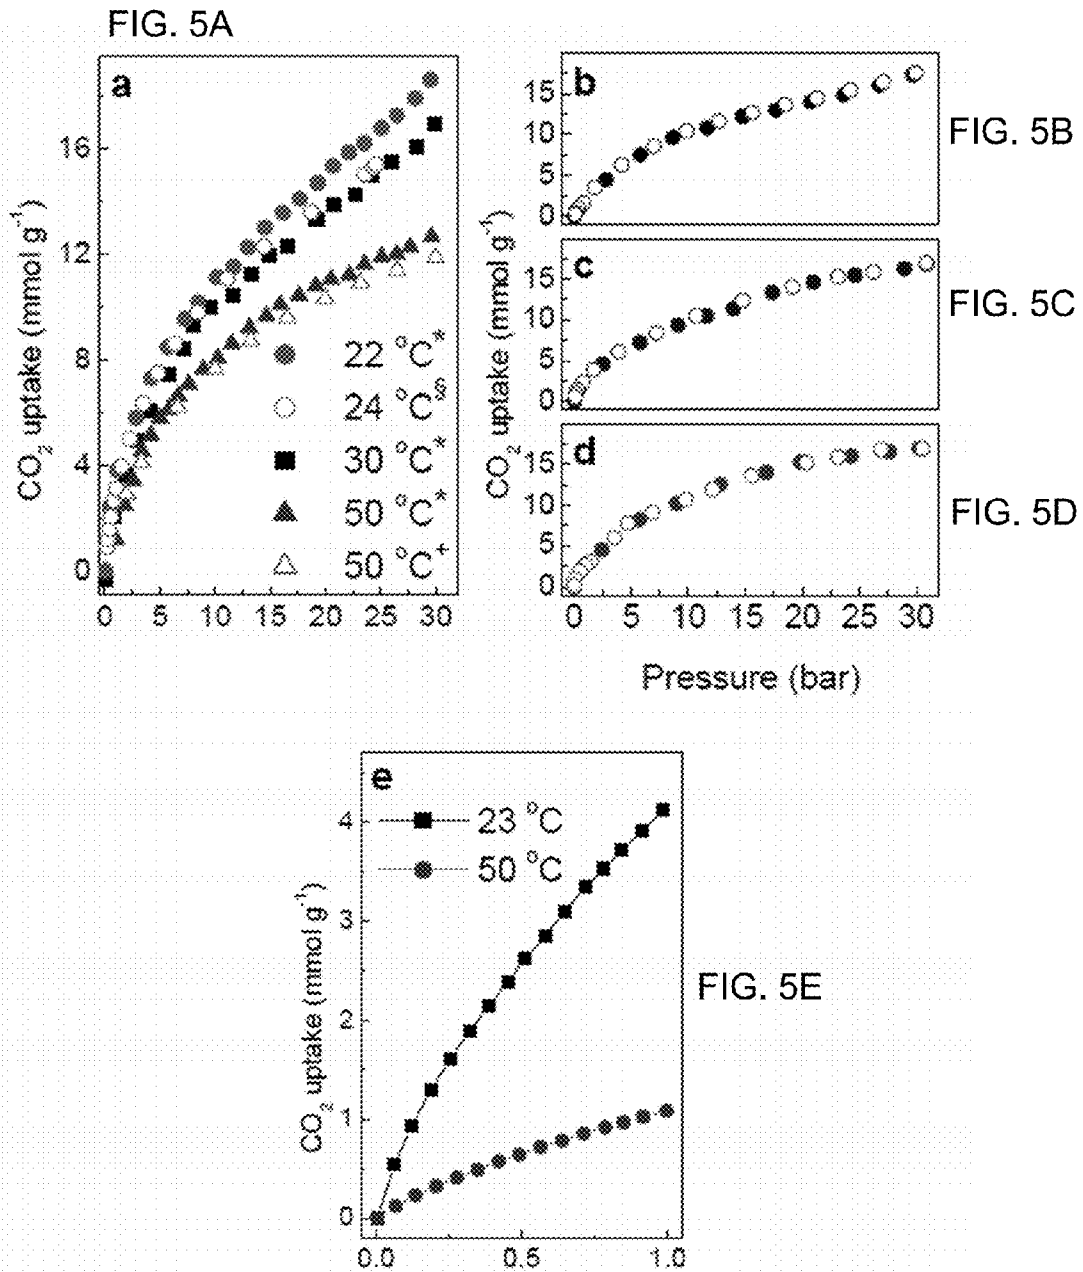 FIG. 5A
a
CO2 uptake (mmol g-1)
16
12
8
4
0
22 °C*
24 °C§
30 °C*
50 °C*
50 °C+
0 5 10 15 20 25 30
b
CO2 uptake (mmol g-1)
15
10
5
0
FIG. 5B
c
15
10
5
0
FIG. 5C
d
15
10
5
0
FIG. 5D
0 5 10 15 20 25 30
Pressure (bar)
e
CO2 uptake (mmol g-1)
4
3
2
1
0
23 °C
50 °C
FIG. 5E
0.0 0.5 1.0